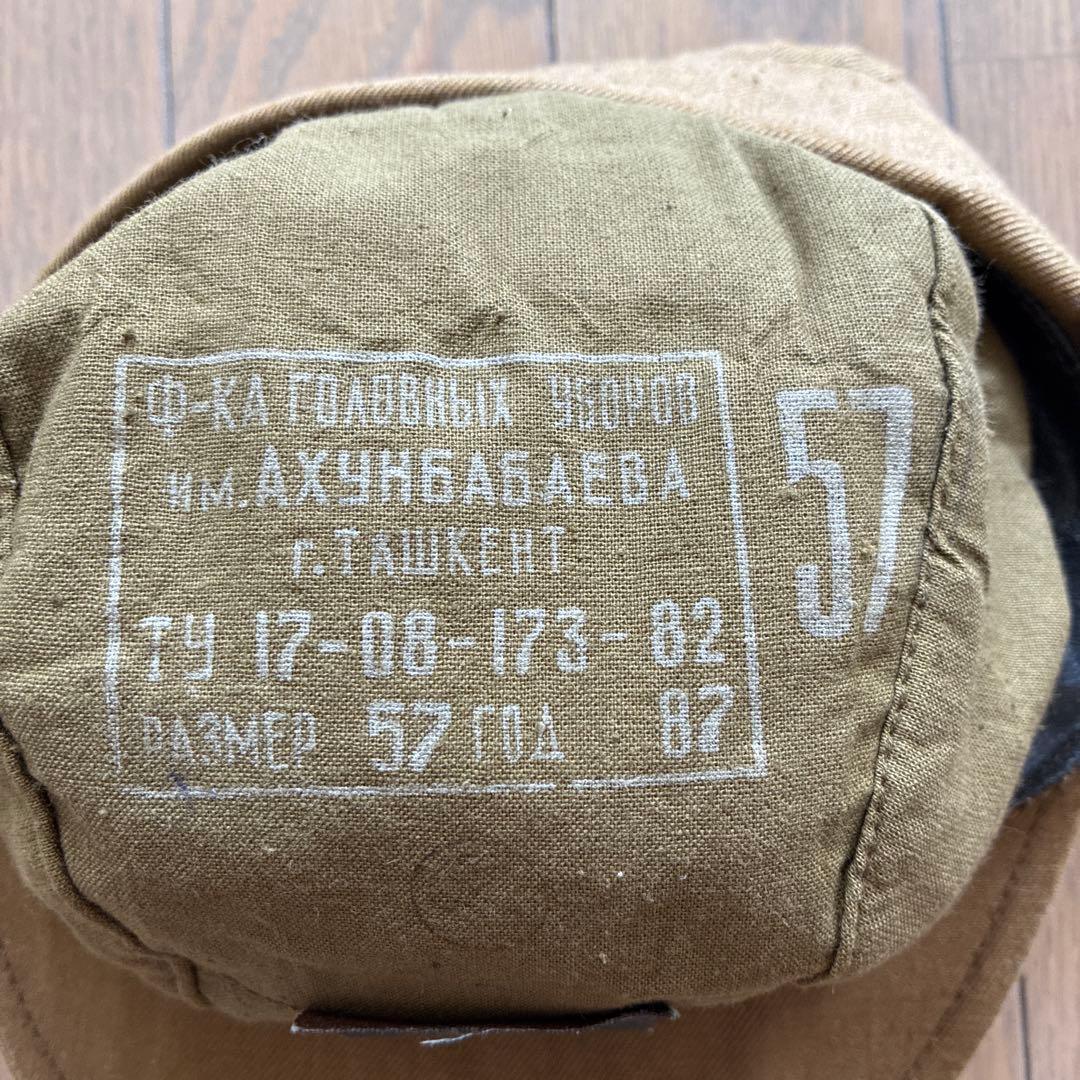 Ф-КА ГОЛОВНЫХ УБОРОВ
им. АХУНБАБАЕВА
г. ТАШКЕНТ
ТУ 17-08-173-82
РАЗМЕР 57 ГОД 87
57